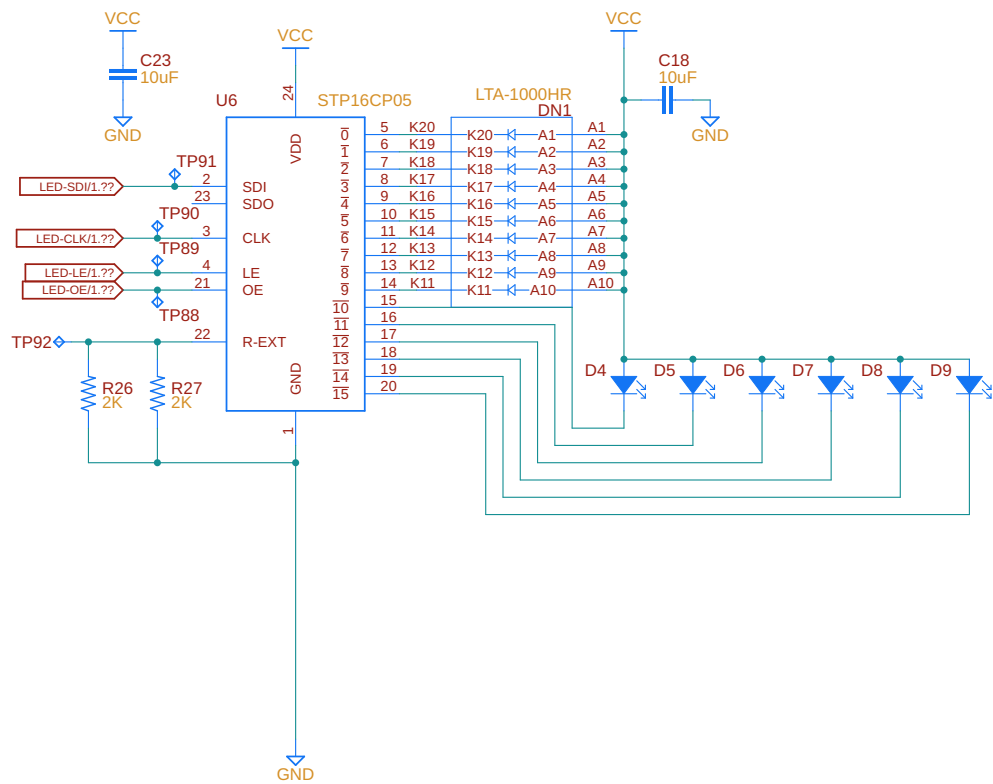 VCC
C23
10uF
GND
VCC
24
U6
STP16CP05
VDD
LTA-1000HR
DN1
VCC
C18
10uF
GND
0 5 K20 K20 A1 A1
1 6 K19 K19 A2 A2
2 7 K18 K18 A3 A3
3 8 K17 K17 A4 A4
4 9 K16 K16 A5 A5
5 10 K15 K15 A6 A6
6 11 K14 K14 A7 A7
7 12 K13 K13 A8 A8
8 13 K12 K12 A9 A9
9 14 K11 K11 A10 A10
10 15
11 16
12 17
13 18
14 19
15 20
TP91
LED-SDI/1.?? 2 SDI
23 SDO
TP90
LED-CLK/1.?? 3 CLK
TP89
LED-LE/1.?? 4 LE
LED-OE/1.?? 21 OE
TP88
TP92 22 R-EXT
R26
2K
R27
2K
GND
1
D4 D5 D6 D7 D8 D9
GND